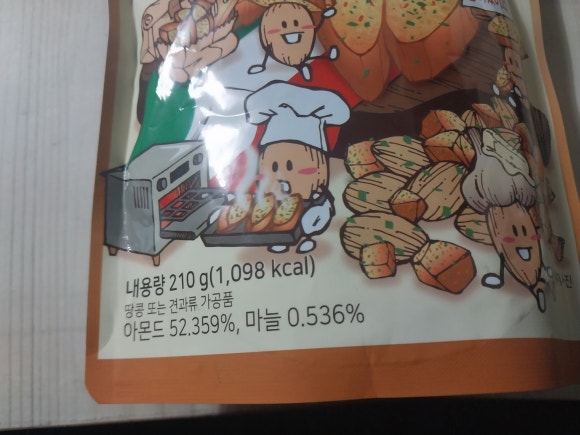 내용량 210 g(1,098 kcal)
땅콩 또는 견과류 가공품
아몬드 52.359%, 마늘 0.536%